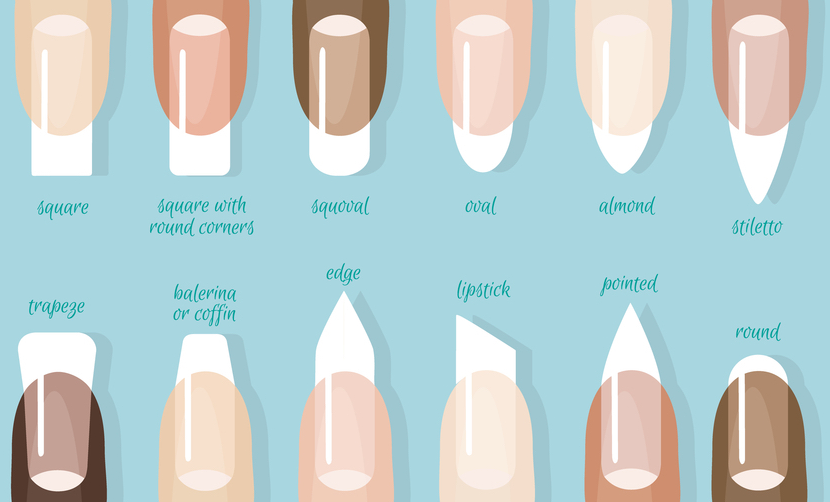 square
square with
round corners
squoval
oval
almond
stiletto
trapeze
balerina
or coffin
edge
lipstick
pointed
round